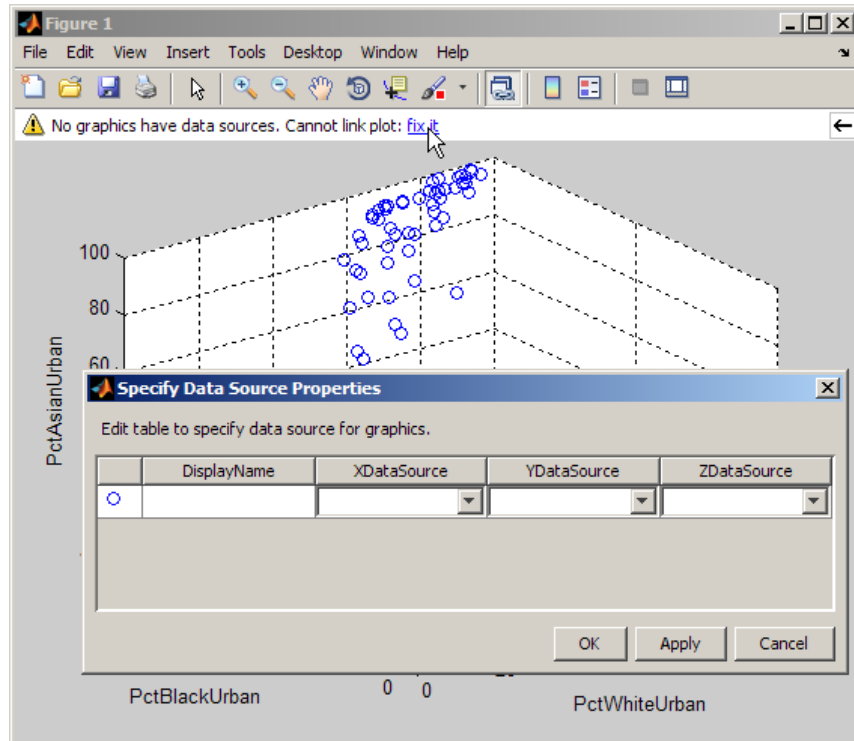 Figure 1
File Edit View Insert Tools Desktop Window Help
No graphics have data sources. Cannot link plot: fix it
100
80
60
PctAsianUrban
Specify Data Source Properties
Edit table to specify data source for graphics.
DisplayName XDataSource YDataSource ZDataSource
OK Apply Cancel
0 0
PctBlackUrban PctWhiteUrban